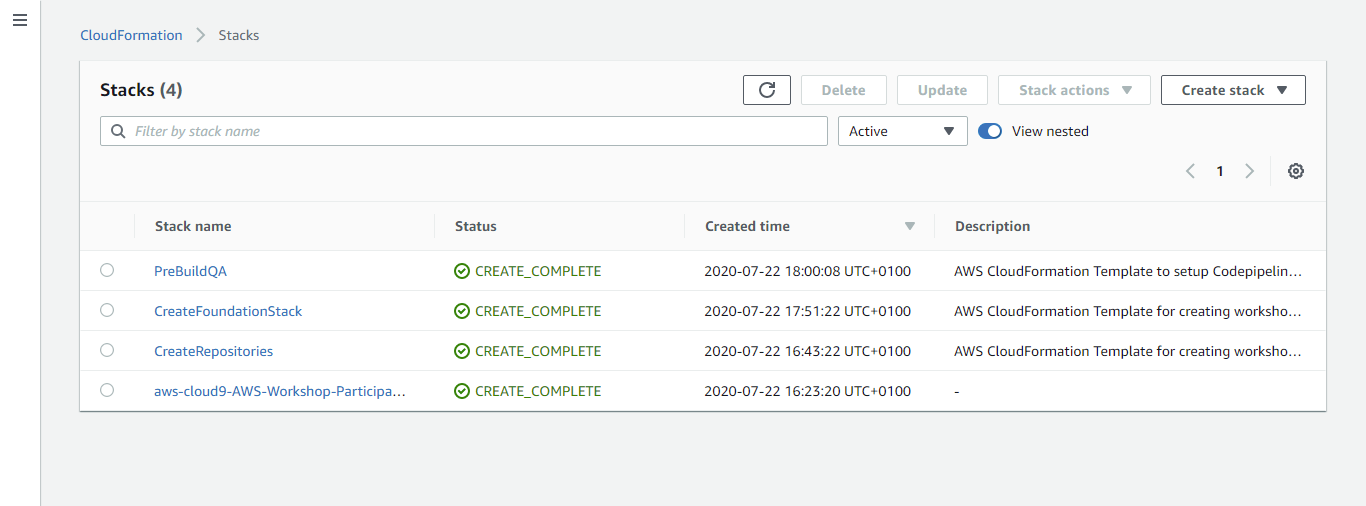 CloudFormation > Stacks
Stacks (4) Delete Update Stack actions Create stack
Filter by stack name Active View nested
1
Stack name Status Created time Description
PreBuildQA CREATE_COMPLETE 2020-07-22 18:00:08 UTC+0100 AWS CloudFormation Template to setup Codepipelin...
CreateFoundationStack CREATE_COMPLETE 2020-07-22 17:51:22 UTC+0100 AWS CloudFormation Template for creating worksho...
CreateRepositories CREATE_COMPLETE 2020-07-22 16:43:22 UTC+0100 AWS CloudFormation Template for creating worksho...
aws-cloud9-AWS-Workshop-Participa... CREATE_COMPLETE 2020-07-22 16:23:20 UTC+0100 -